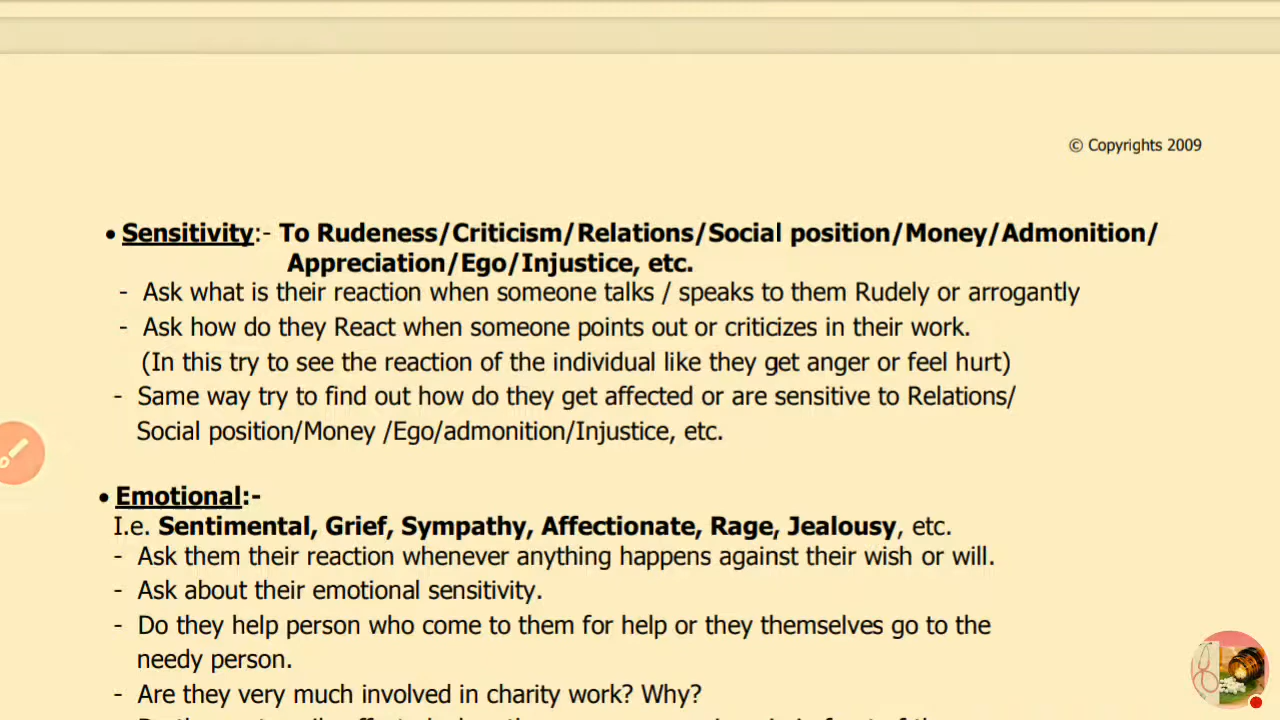 © Copyrights 2009
• Sensitivity:- To Rudeness/Criticism/Relations/Social position/Money/Admonition/
Appreciation/Ego/Injustice, etc.
- Ask what is their reaction when someone talks / speaks to them Rudely or arrogantly
- Ask how do they React when someone points out or criticizes in their work.
(In this try to see the reaction of the individual like they get anger or feel hurt)
- Same way try to find out how do they get affected or are sensitive to Relations/
Social position/Money /Ego/admonition/Injustice, etc.
• Emotional:-
I.e. Sentimental, Grief, Sympathy, Affectionate, Rage, Jealousy, etc.
- Ask them their reaction whenever anything happens against their wish or will.
- Ask about their emotional sensitivity.
- Do they help person who come to them for help or they themselves go to the
needy person.
- Are they very much involved in charity work? Why?